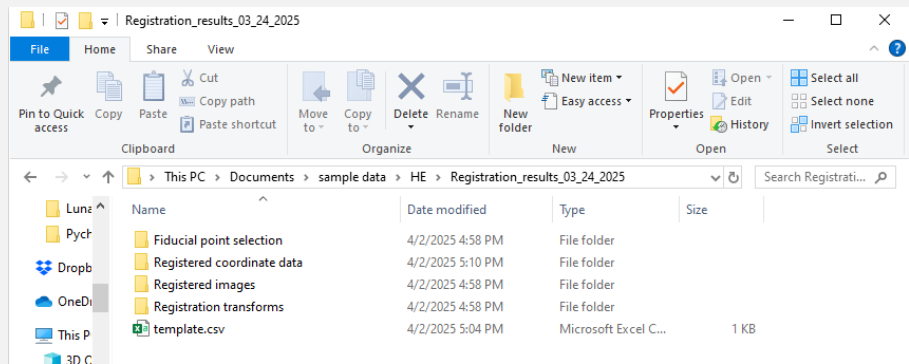 Registration_results_03_24_2025
File Home Share View
Pin to Quick access
Copy
Paste
Cut
Copy path
Paste shortcut
Clipboard
Move to
Copy to
Delete
Rename
Organize
New folder
New item
Easy access
New
Properties
Open
Edit
History
Open
Select all
Select none
Invert selection
Select
This PC > Documents > sample data > HE > Registration_results_03_24_2025
Search Registrati...
Name Date modified Type Size
Luna
Pych
Dropb
OneDr
This P
3D O
Fiducial point selection 4/2/2025 4:58 PM File folder
Registered coordinate data 4/2/2025 5:10 PM File folder
Registered images 4/2/2025 4:58 PM File folder
Registration transforms 4/2/2025 4:58 PM File folder
template.csv 4/2/2025 5:04 PM Microsoft Excel C... 1 KB